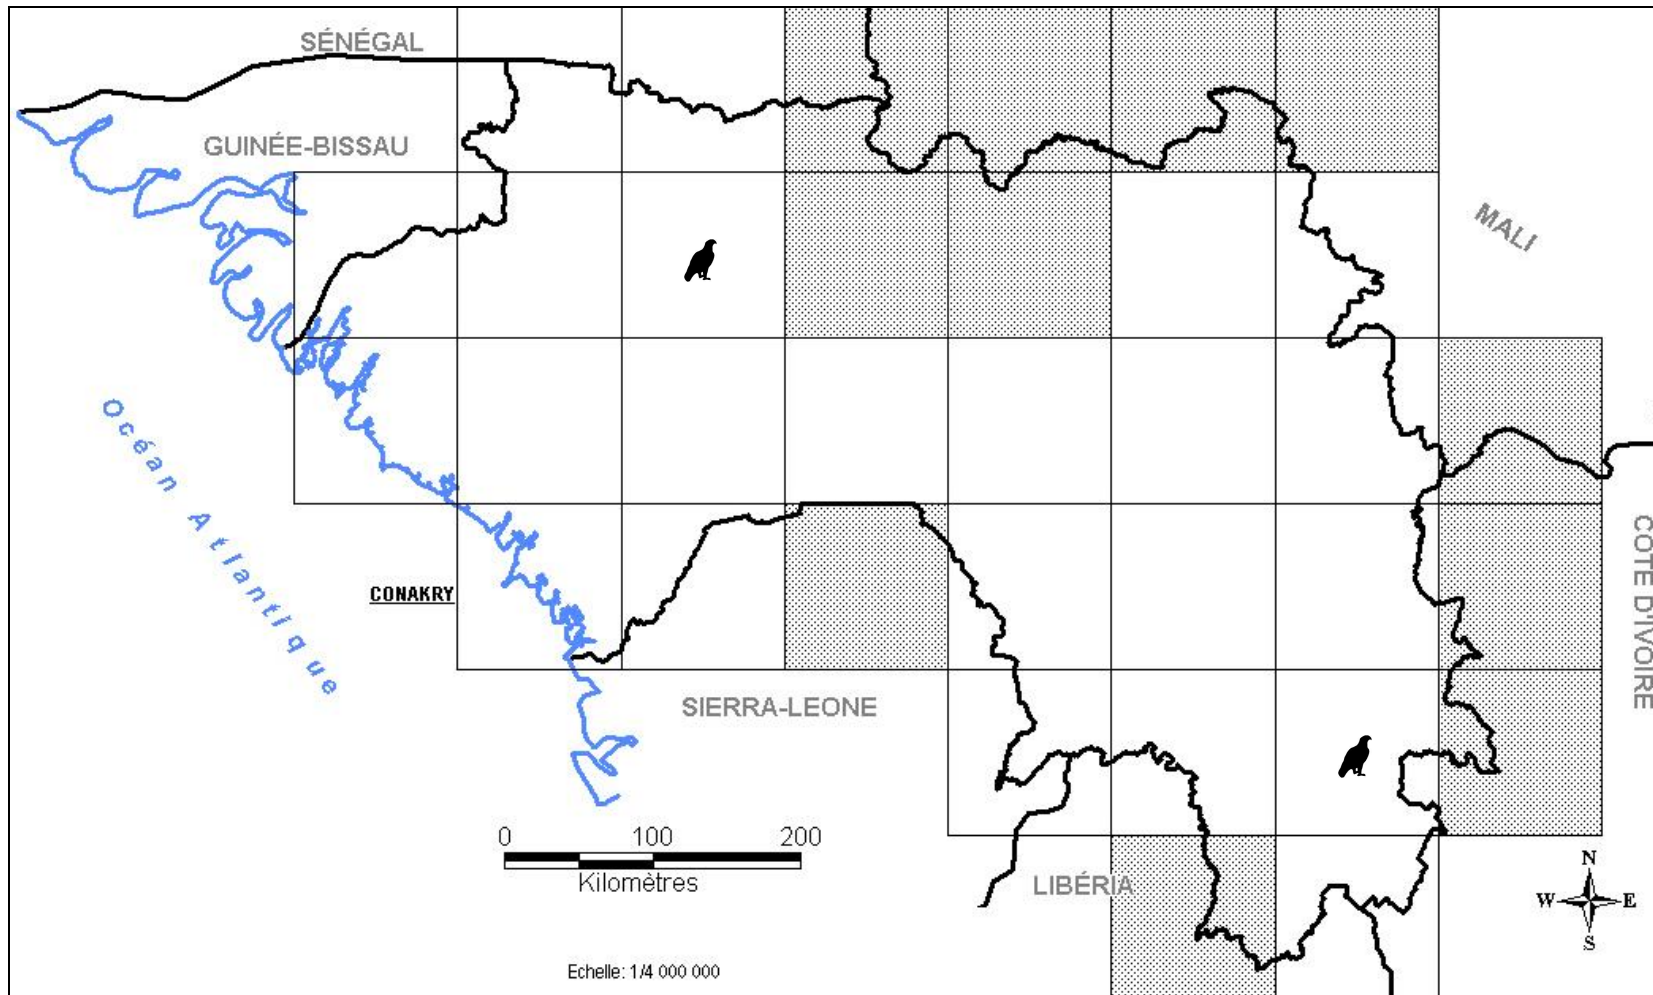 SÉNÉGAL
GUINÉE-BISSAU
MALI
Océan Atlantique
CONAKRY
COTE D'IVOIRE
SIERRA-LEONE
LIBÉRIA
0 100 200
Kilomètres
Echelle: 1/4 000 000
N
W E
S